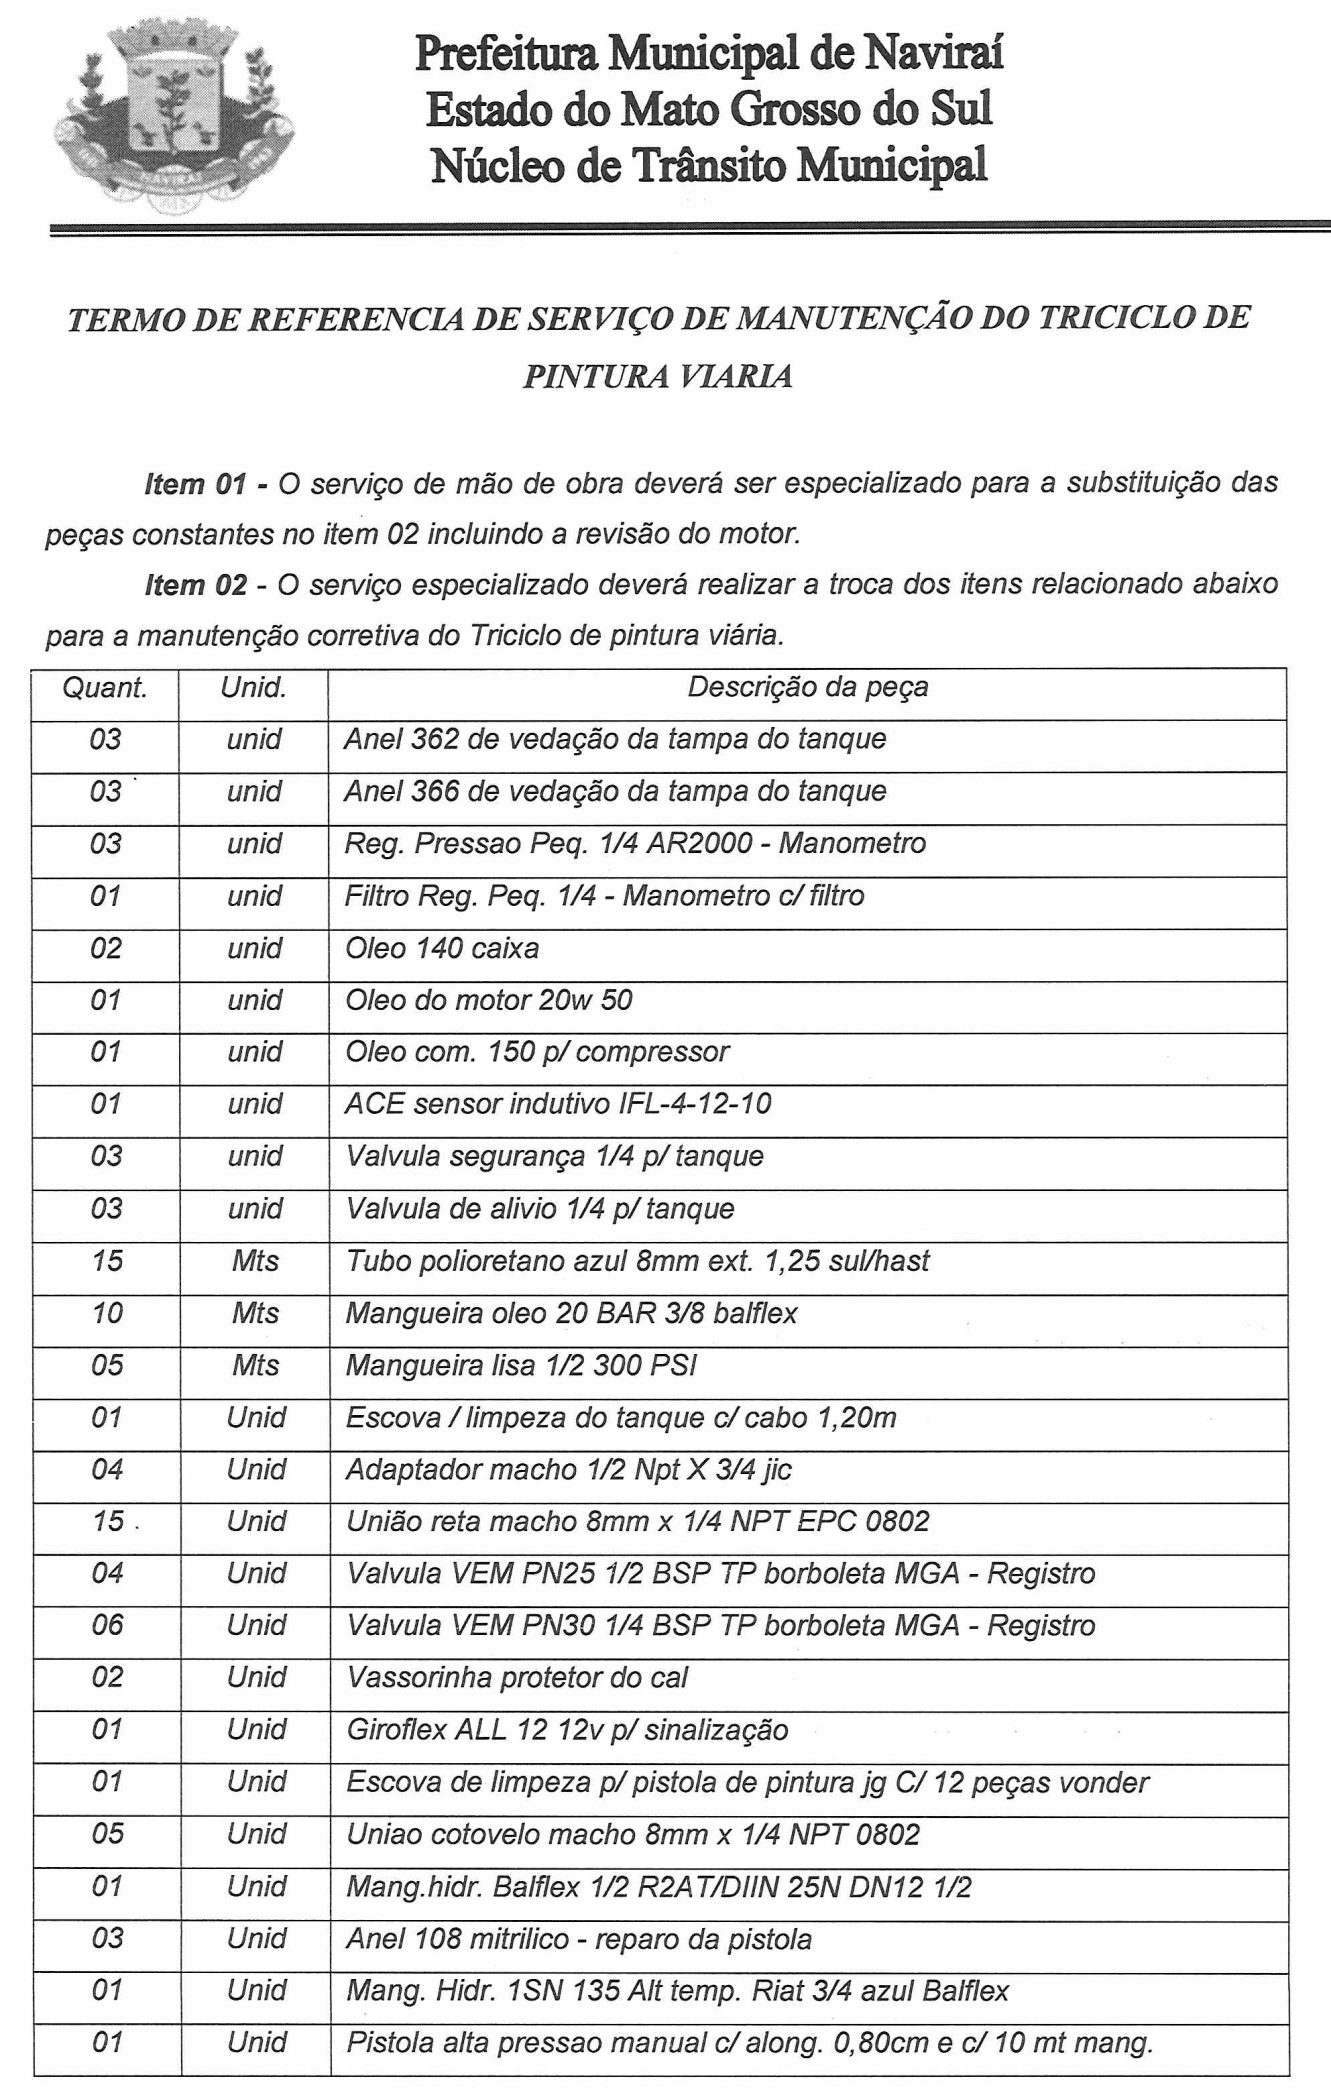 Prefeitura Municipal de Naviraí
Estado do Mato Grosso do Sul
Núcleo de Trânsito Municipal
TERMO DE REFERENCIA DE SERVIÇO DE MANUTENÇÃO DO TRICICLO DE
PINTURA VIARIA
Item 01 - O serviço de mão de obra deverá ser especializado para a substituição das
peças constantes no item 02 incluindo a revisão do motor.
Item 02 - O serviço especializado deverá realizar a troca dos itens relacionado abaixo
para a manutenção corretiva do Triciclo de pintura viária.
Quant. Unid. Descrição da peça
03 unid Anel 362 de vedação da tampa do tanque
03 unid Anel 366 de vedação da tampa do tanque
03 unid Reg. Pressao Peq. 1/4 AR2000 - Manometro
01 unid Filtro Reg. Peq. 1/4 - Manometro c/ filtro
02 unid Oleo 140 caixa
01 unid Oleo do motor 20w 50
01 unid Oleo com. 150 p/ compressor
01 unid ACE sensor indutivo IFL-4-12-10
03 unid Valvula segurança 1/4 p/ tanque
03 unid Valvula de alivio 1/4 p/ tanque
15 Mts Tubo polioretano azul 8mm ext. 1,25 sul/hast
10 Mts Mangueira oleo 20 BAR 3/8 balflex
05 Mts Mangueira lisa 1/2 300 PSI
01 Unid Escova / limpeza do tanque c/ cabo 1,20m
04 Unid Adaptador macho 1/2 Npt X 3/4 jic
15 Unid União reta macho 8mm x 1/4 NPT EPC 0802
04 Unid Valvula VEM PN25 1/2 BSP TP borboleta MGA - Registro
06 Unid Valvula VEM PN30 1/4 BSP TP borboleta MGA - Registro
02 Unid Vassorinha protetor do cal
01 Unid Giroflex ALL 12 12v p/ sinalização
01 Unid Escova de limpeza p/ pistola de pintura jg C/ 12 peças vonder
05 Unid Uniao cotovelo macho 8mm x 1/4 NPT 0802
01 Unid Mang.hidr. Balflex 1/2 R2AT/DIIN 25N DN12 1/2
03 Unid Anel 108 mitrilico - reparo da pistola
01 Unid Mang. Hidr. 1SN 135 Alt temp. Riat 3/4 azul Balflex
01 Unid Pistola alta pressao manual c/ along. 0,80cm e c/ 10 mt mang.